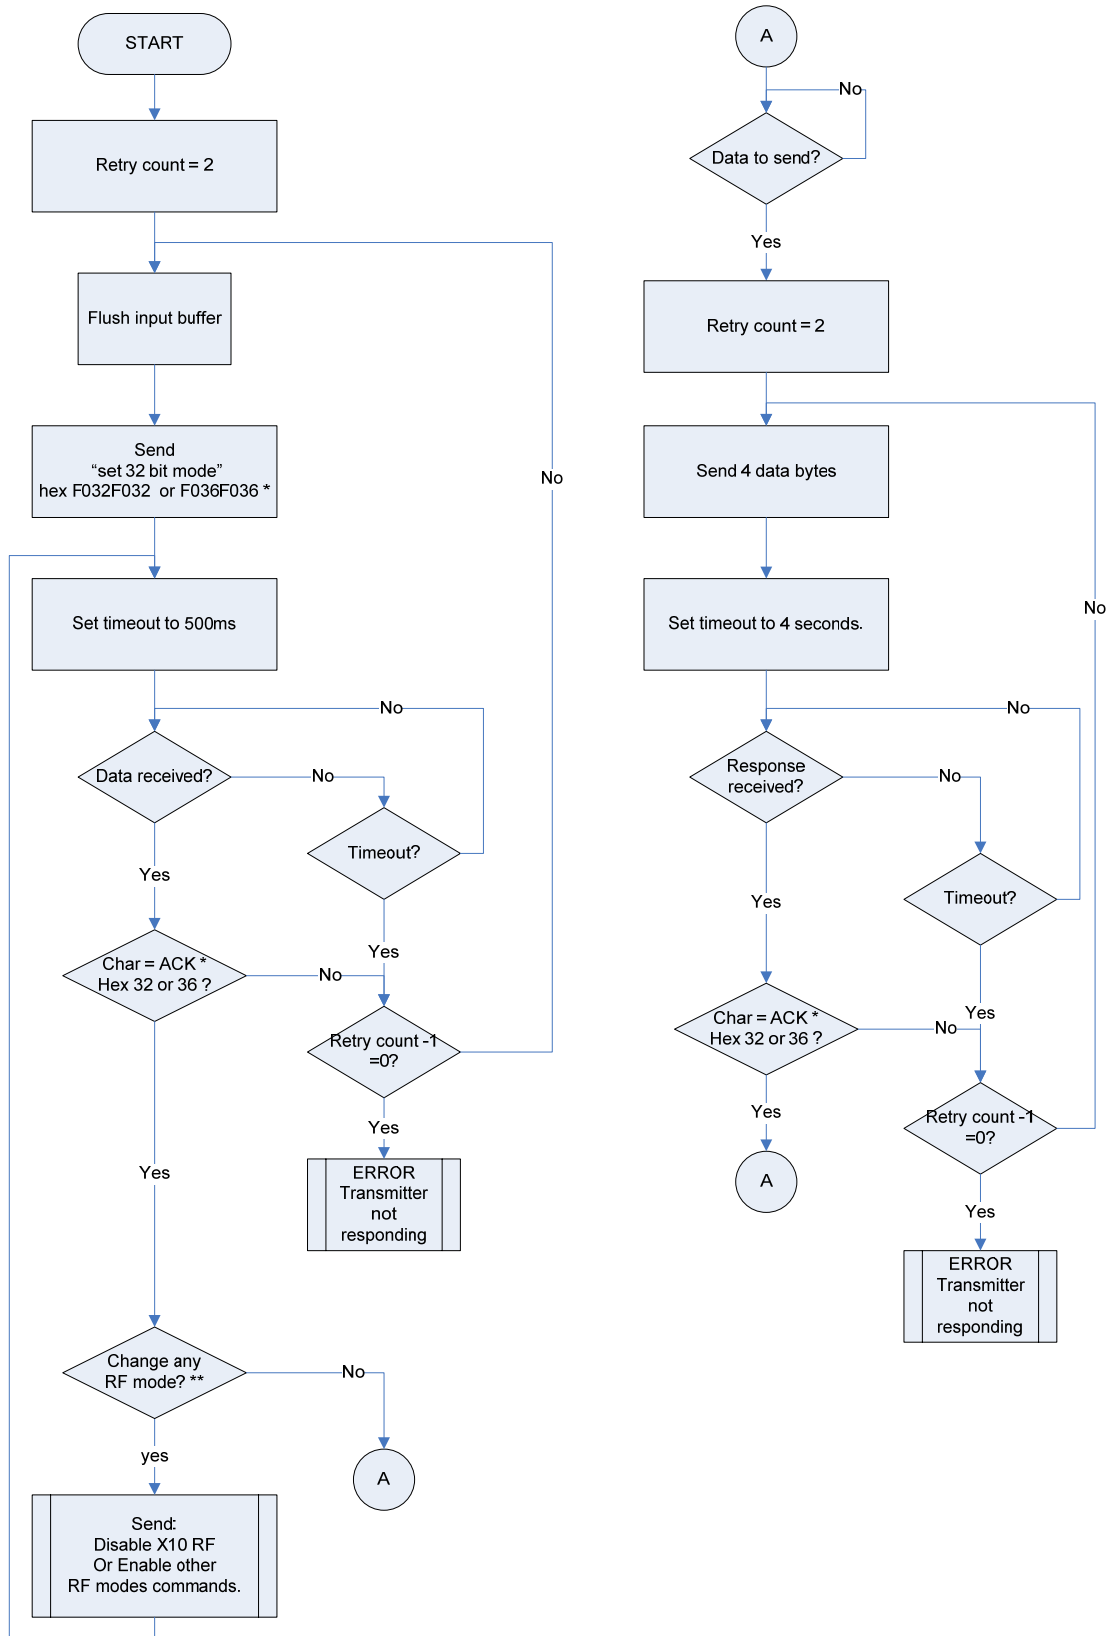 START
Retry count = 2
Flush input buffer
Send
“set 32 bit mode”
hex F032F032 or F036F036 *
No
Set timeout to 500ms
No
Data received?
No
Timeout?
Yes
Yes
Char = ACK *
Hex 32 or 36 ?
No
Retry count -1
=0?
Yes
ERROR
Transmitter
not
responding
Yes
Change any
RF mode? **
No
A
yes
Send:
Disable X10 RF
Or Enable other
RF modes commands.
A
No
Data to send?
Yes
Retry count = 2
Send 4 data bytes
No
Set timeout to 4 seconds.
No
Response
received?
No
Timeout?
Yes
Yes
Char = ACK *
Hex 32 or 36 ?
No
Retry count -1
=0?
Yes
A
Yes
ERROR
Transmitter
not
responding